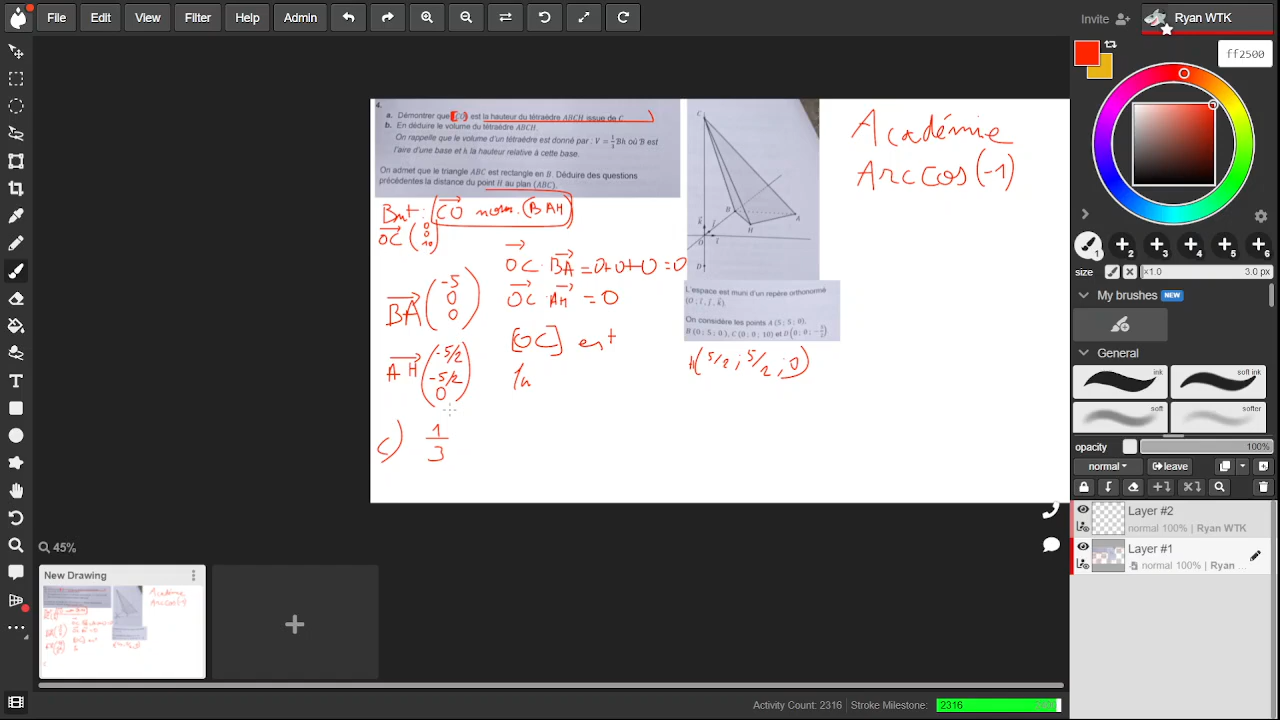 File Edit View Filter Help Admin
Invite Ryan WTK
ff2500
4.
a. Démontrer que [CO] est la hauteur du tétraèdre ABCH issue de C.
b. En déduire le volume du tétraèdre ABCH.
On rappelle que le volume d'un tétraèdre est donné par : V = 1/3 Bh où B est
l'aire d'une base et h la hauteur relative à cette base.
On admet que le triangle ABC est rectangle en B. Déduire des questions
précédentes la distance du point H au plan (ABC).
But : CO norm. (BAH)
OC (0 0 10)
OC . BA = 0+0+0 = 0
BA (-5 0 0)
OC . AH = 0
[OC] est
la
AH (-5/2 -5/2 0)
c) 1/3
C
B
A
H
k
j
O
i
D
L'espace est muni d'un repère orthonormé
(O ; i , j , k).
On considère les points A (5 ; 5 ; 0),
B (0 ; 5 ; 0), C (0 ; 0 ; 10) et D (0 ; 0 ; -5/2)
H(5/2 ; 5/2 ; 0)
Académie
Arccos(-1)
1 2 3 4 5 6
size x1.0 3.0 px
My brushes NEW
General
ink ink
soft softer
opacity 100%
normal leave
Layer #2
normal 100% | Ryan WTK
Layer #1
normal 100% | Ryan ...
45%
New Drawing
Activity Count: 2316 Stroke Milestone: 2316